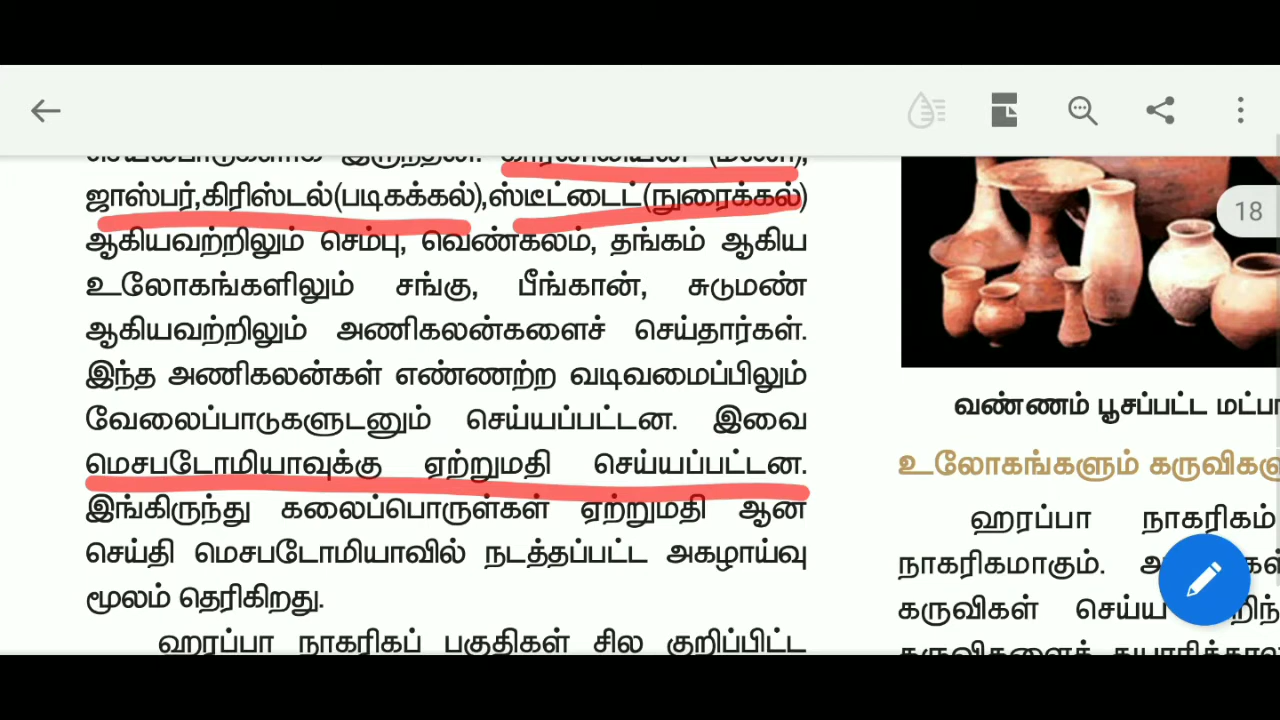 ஜாஸ்பர்,கிரிஸ்டல்(படிகக்கல்),ஸ்டீட்டைட்(நுரைக்கல்)
ஆகியவற்றிலும் செம்பு, வெண்கலம், தங்கம் ஆகிய
உலோகங்களிலும் சங்கு, பீங்கான், சுடுமண்
ஆகியவற்றிலும் அணிகலன்களைச் செய்தார்கள்.
இந்த அணிகலன்கள் எண்ணற்ற வடிவமைப்பிலும்
வேலைப்பாடுகளுடனும் செய்யப்பட்டன. இவை
மெசபடோமியாவுக்கு ஏற்றுமதி செய்யப்பட்டன.
இங்கிருந்து கலைப்பொருள்கள் ஏற்றுமதி ஆன
செய்தி மெசபடோமியாவில் நடத்தப்பட்ட அகழாய்வு
மூலம் தெரிகிறது.
ஹரப்பா நாகரிகப் பகுதிகள் சில குறிப்பிட்ட
18
வண்ணம் பூசப்பட்ட
உலோகங்களும்
ஹரப்பா நாகரிகம்
நாகரிகமாகும்.
கருவிகள் செய்ய